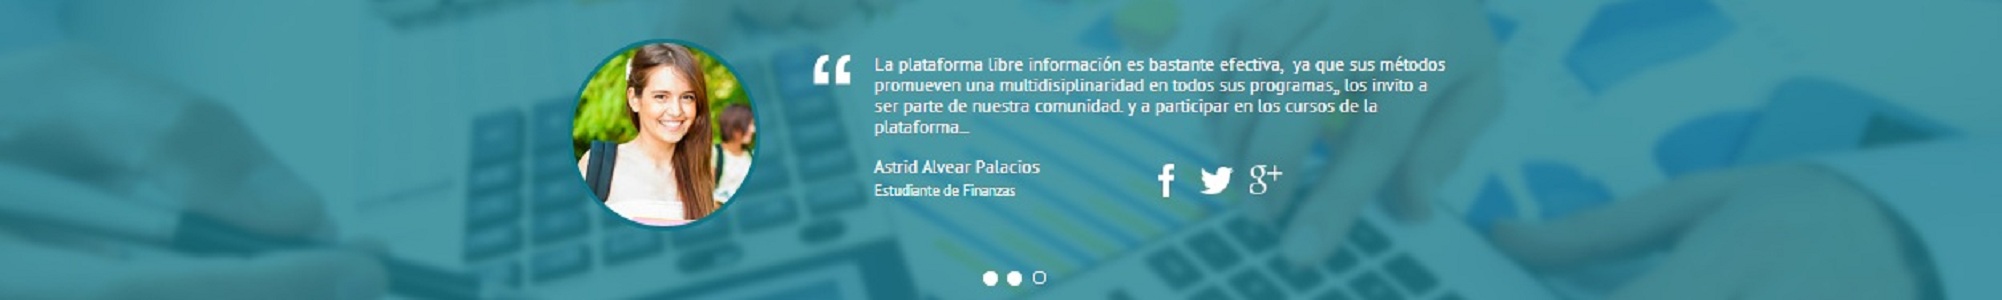 “ La plataforma libre información es bastante efectiva, ya que sus métodos
promueven una multidisiplinaridad en todos sus programas,, los invito a
ser parte de nuestra comunidad. y a participar en los cursos de la
plataforma...
Astrid Alvear Palacios
Estudiante de Finanzas
f g+